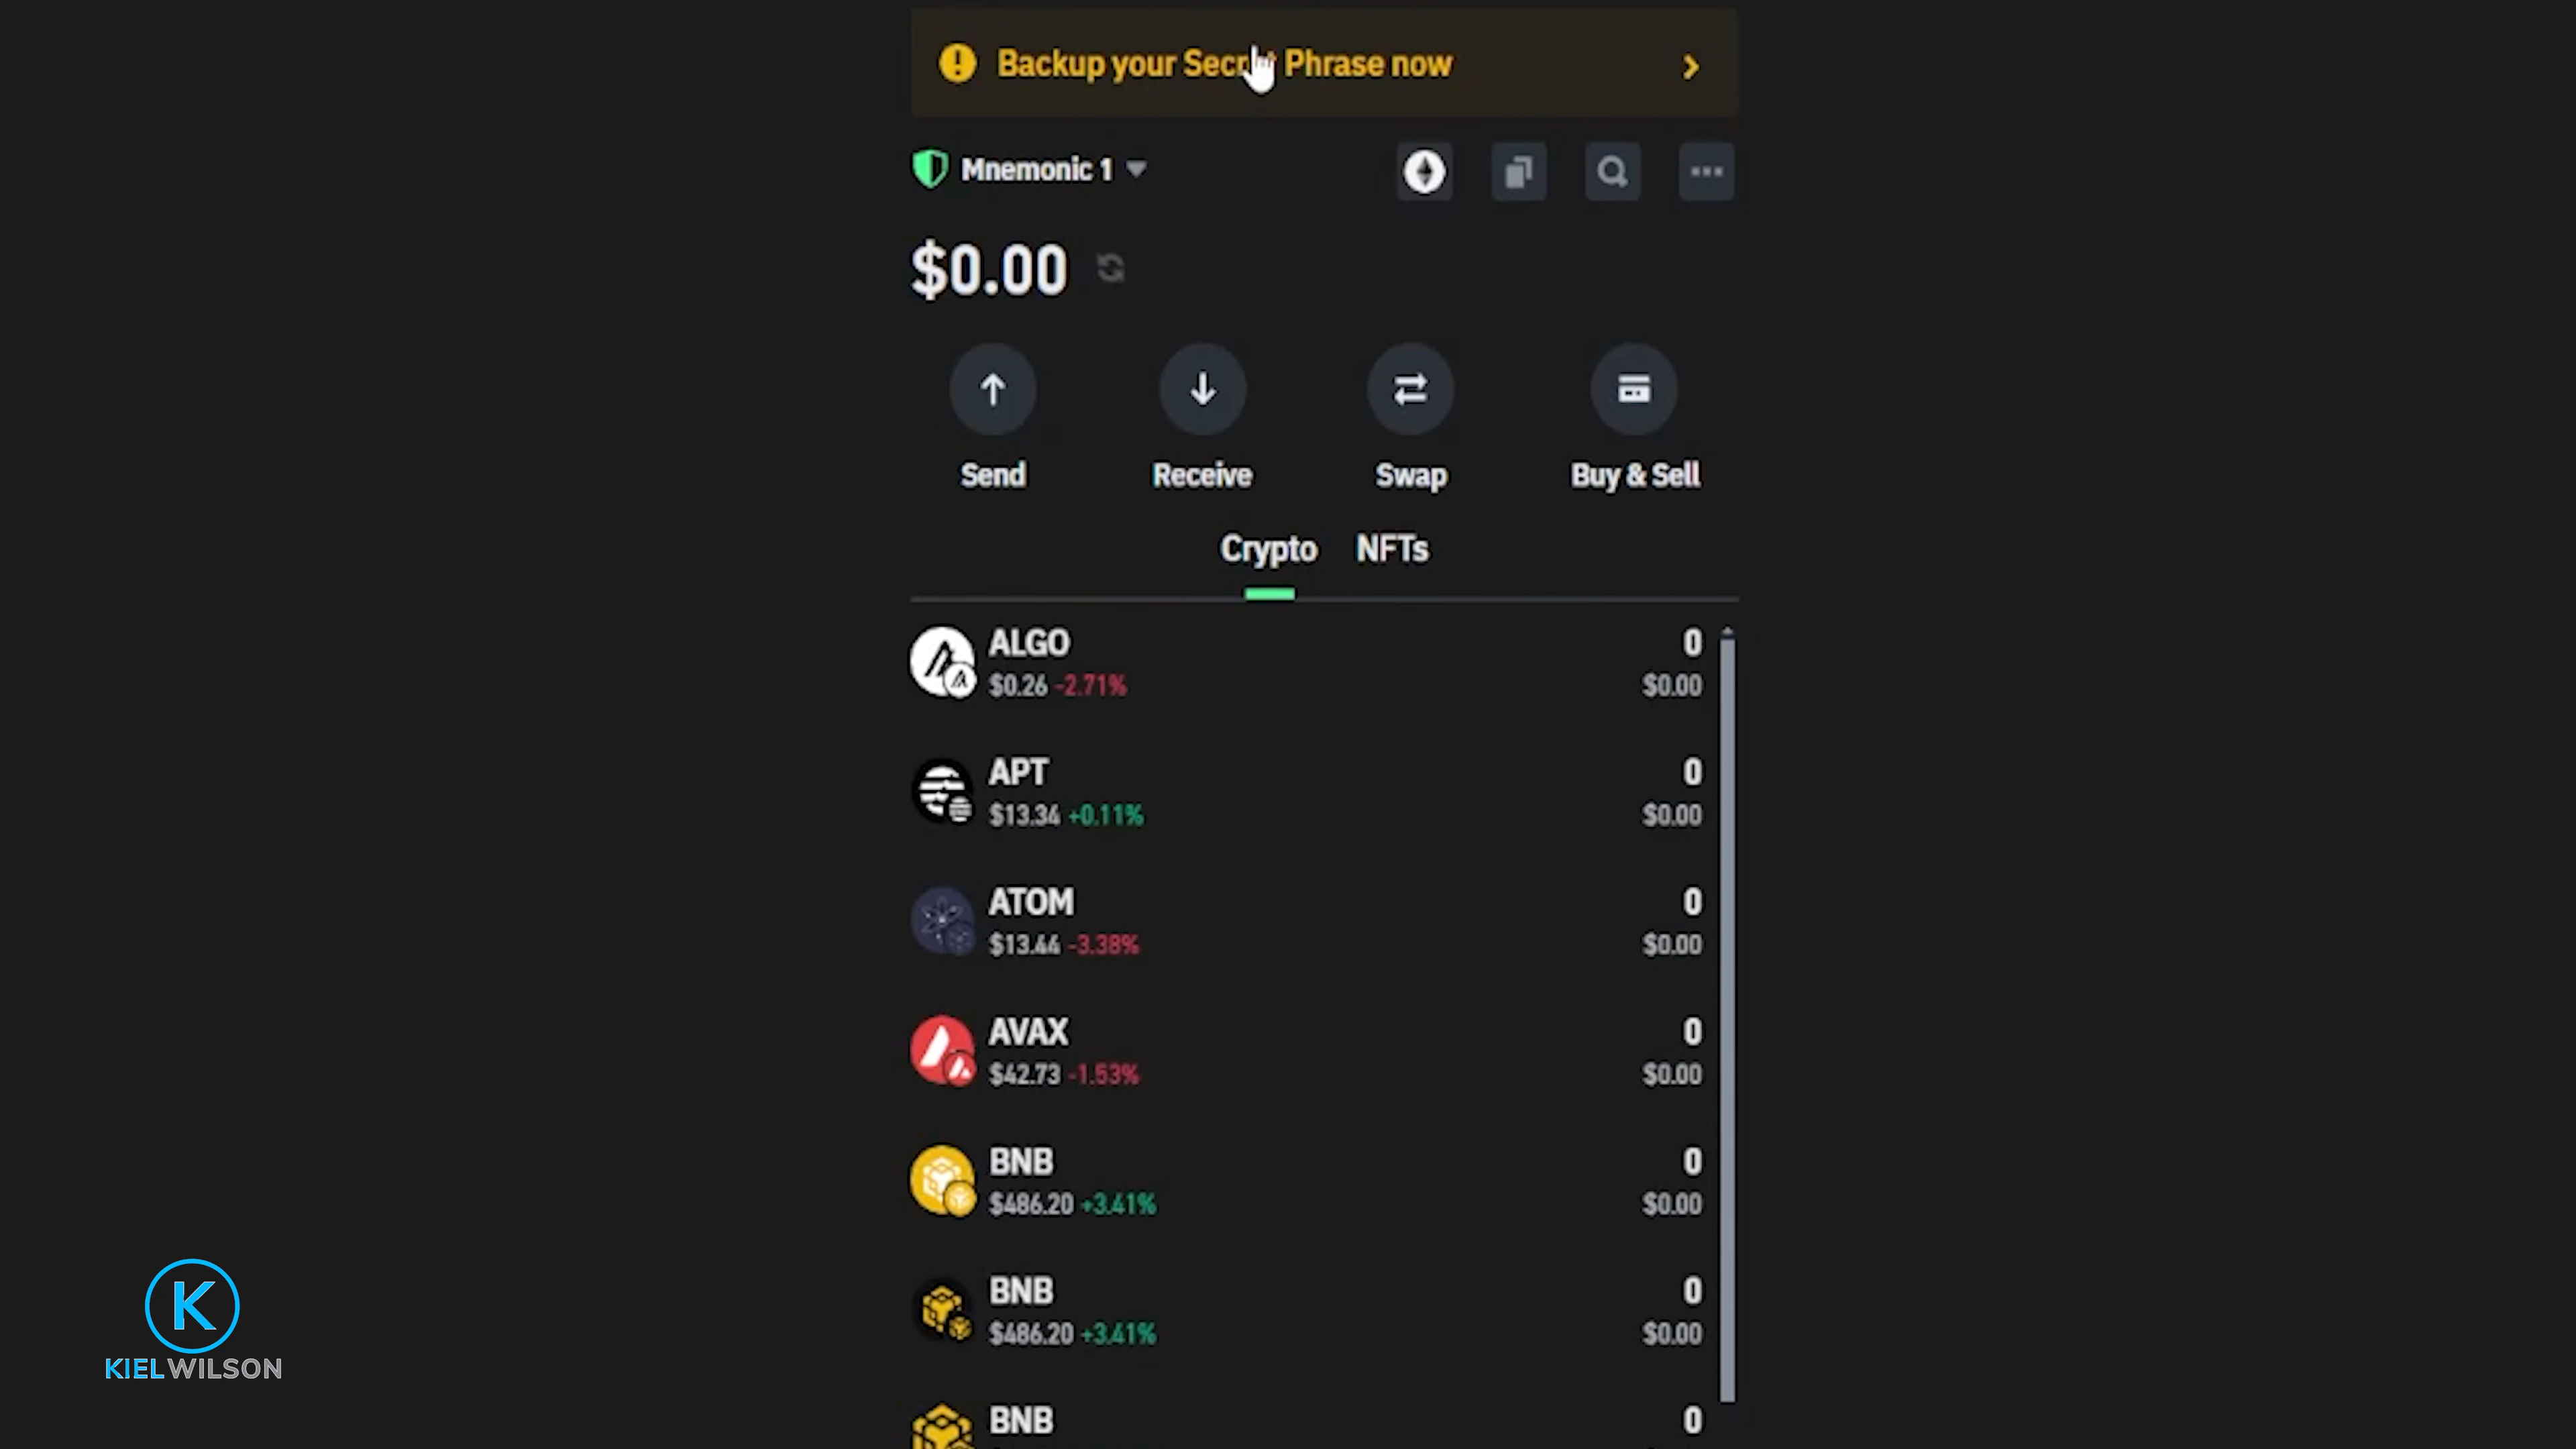 Backup your Secret Phrase now
Mnemonic 1
$0.00
Send Receive Swap Buy & Sell
Crypto NFTs
ALGO 0
$0.26 -2.71% $0.00
APT 0
$13.34 +0.11% $0.00
ATOM 0
$13.44 -3.38% $0.00
AVAX 0
$42.73 -1.53% $0.00
BNB 0
$486.20 +3.41% $0.00
BNB 0
$486.20 +3.41% $0.00
BNB 0
K
KIELWILSON